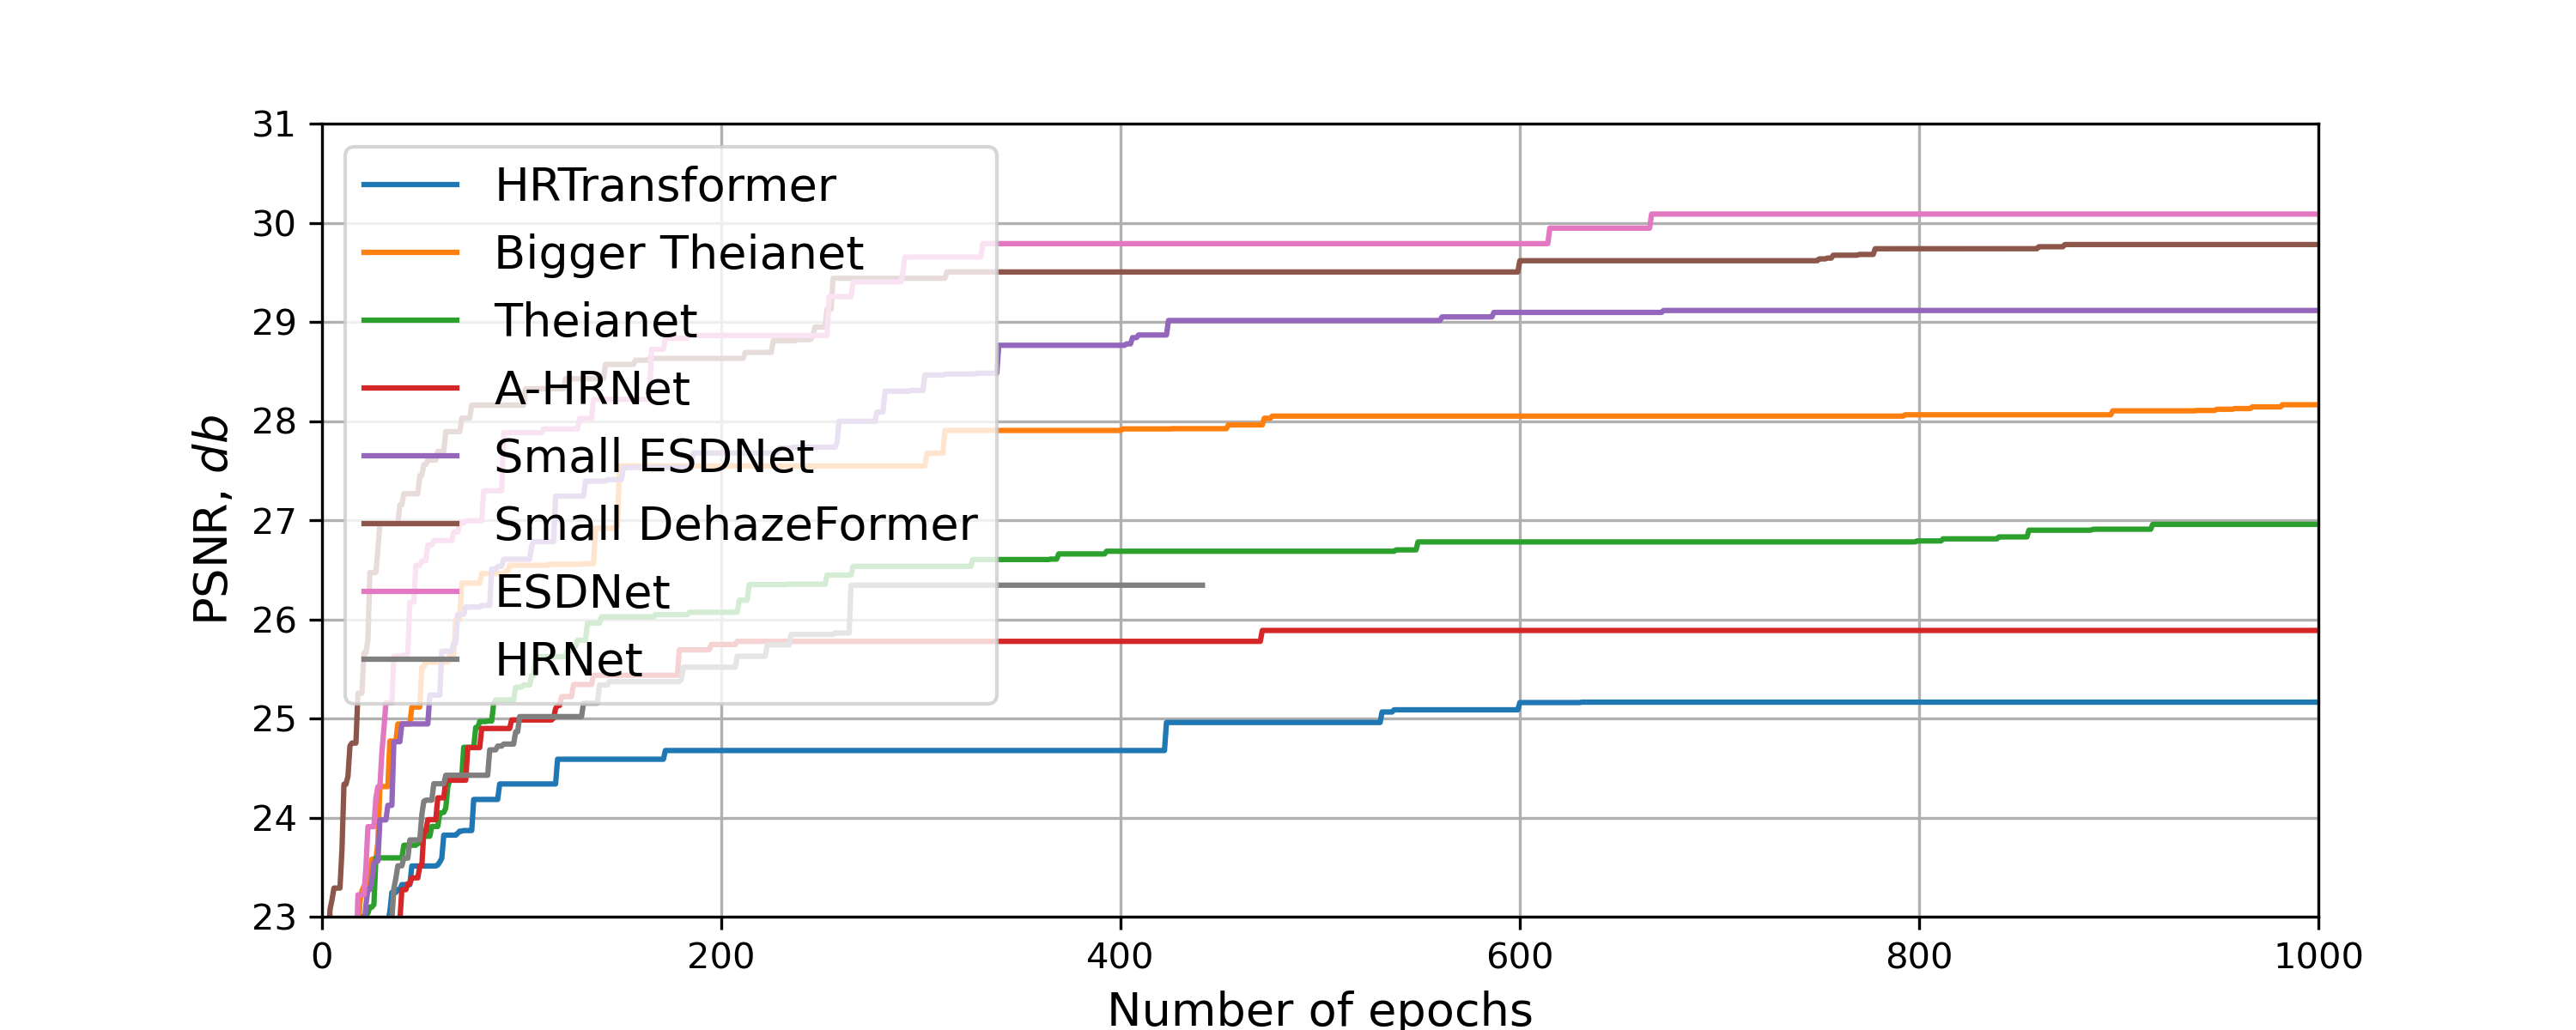 31
30
29
28
27
26
25
24
23
PSNR, db
HRTransformer
Bigger Theianet
Theianet
A-HRNet
Small ESDNet
Small DehazeFormer
ESDNet
HRNet
0 200 400 600 800 1000
Number of epochs